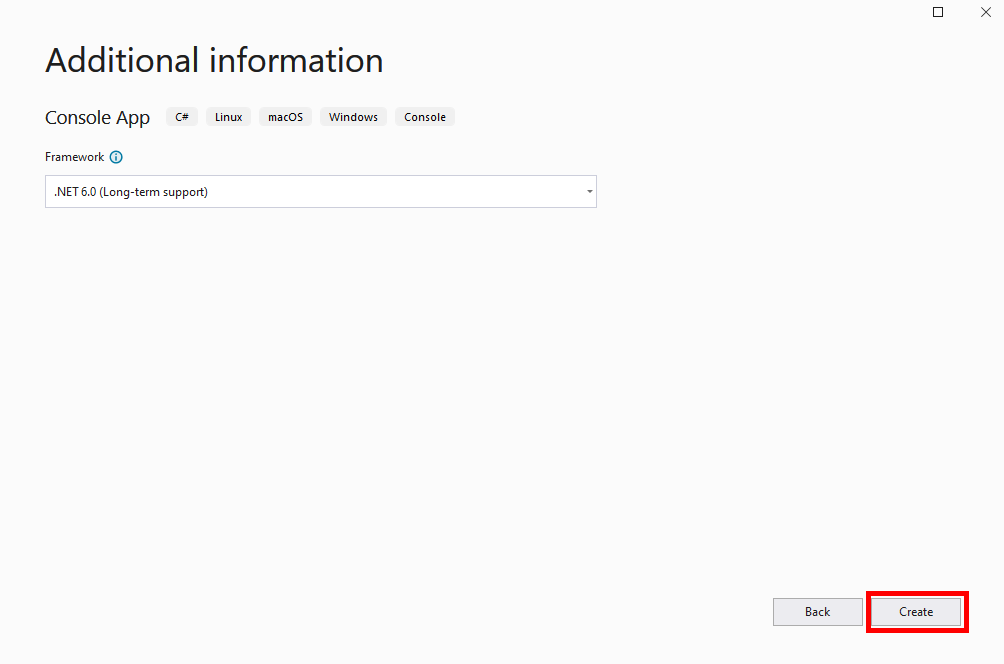 Additional information
Console App C# Linux macOS Windows Console
Framework
.NET 6.0 (Long-term support)
Back Create